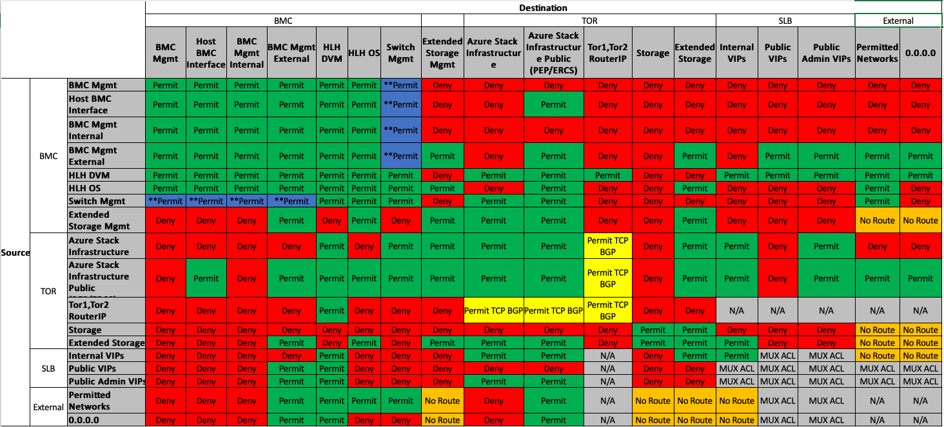 Destination
BMC TOR SLB External
BMC Mgmt Host BMC Interface BMC Mgmt Internal BMC Mgmt External HLH DVM HLH OS Switch Mgmt Extended Storage Mgmt Azure Stack Infrastructur e Azure Stack Infrastructur e Public (PEP/ERCS) Tor1,Tor2 RouterIP Storage Extended Storage Internal VIPs Public VIPs Public Admin VIPs Permitted Networks 0.0.0.0
Source
BMC
BMC Mgmt Permit Permit Permit Permit Permit Permit **Permit Deny Deny Deny Deny Deny Deny Deny Deny Deny Deny Deny
Host BMC Interface Permit Permit Permit Permit Permit Permit **Permit Deny Deny Permit Deny Deny Deny Deny Deny Deny Deny Deny
BMC Mgmt Internal Permit Permit Permit Permit Permit Permit **Permit Deny Deny Deny Deny Deny Deny Deny Deny Deny Deny Deny
BMC Mgmt External Permit Permit Permit Permit Permit Permit **Permit Permit Deny Permit Deny Deny Permit Deny Permit Permit Permit Permit
HLH DVM Permit Permit Permit Permit Permit Permit Permit Deny Permit Permit Permit Deny Deny Permit Permit Permit Permit Permit
HLH OS Permit Permit Permit Permit Permit Permit Permit Permit Deny Permit Deny Deny Permit Deny Deny Deny Permit Deny
Switch Mgmt **Permit **Permit **Permit **Permit Permit Permit Permit Deny Permit Permit Deny Deny Deny Deny Deny Deny Permit Deny
Extended Storage Mgmt Deny Deny Deny Permit Deny Permit Deny Permit Permit Permit Deny Deny Permit Deny Deny Deny No Route No Route
TOR
Azure Stack Infrastructure Deny Deny Deny Deny Permit Deny Permit Permit Permit Permit Permit TCP BGP Deny Permit Permit Deny Permit Deny Deny
Azure Stack Infrastructure Public Deny Permit Deny Permit Permit Permit Permit Permit Permit Permit Permit TCP BGP Deny Permit Permit Deny Permit Permit Permit
Tor1,Tor2 RouterIP Deny Deny Deny Deny Permit Deny Deny Deny Permit TCP BGP Permit TCP BGP Permit TCP BGP Deny Deny N/A N/A N/A N/A N/A
Storage Deny Deny Deny Deny Deny Deny Deny Deny Deny Deny Deny Permit Permit Deny Deny Deny No Route No Route
Extended Storage Deny Deny Deny Permit Deny Permit Deny Permit Permit Permit Deny Permit Permit Permit Deny Deny No Route No Route
SLB
Internal VIPs Deny Deny Deny Deny Permit Deny Deny Deny Permit Permit N/A Deny Permit Permit MUX ACL MUX ACL No Route No Route
Public VIPs Deny Deny Deny Permit Permit Deny Deny Deny Deny Deny N/A Deny Deny MUX ACL MUX ACL MUX ACL MUX ACL MUX ACL
Public Admin VIPs Deny Deny Deny Permit Permit Deny Deny Deny Permit Permit N/A Deny Deny MUX ACL MUX ACL MUX ACL MUX ACL MUX ACL
External
Permitted Networks Deny Deny Deny Permit Permit Permit Permit No Route Deny Permit N/A No Route No Route No Route MUX ACL MUX ACL N/A N/A
0.0.0.0 Deny Deny Deny Permit Permit Deny Deny No Route Deny Permit N/A No Route No Route No Route MUX ACL MUX ACL N/A N/A